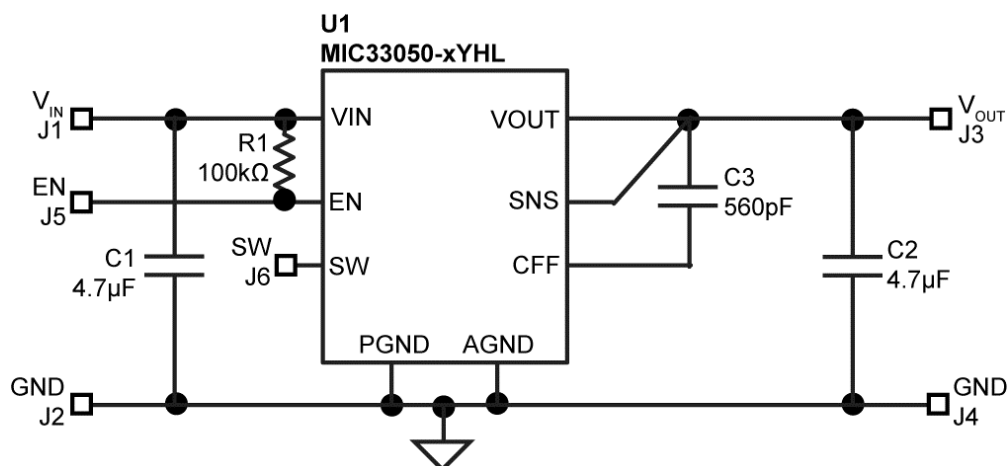 U1
MIC33050-xYHL
V_IN
J1
VIN
VOUT
V_OUT
J3
R1
100kΩ
EN
J5
EN
SNS
C3
560pF
SW
J6
SW
CFF
C1
4.7µF
C2
4.7µF
PGND
AGND
GND
J2
GND
J4